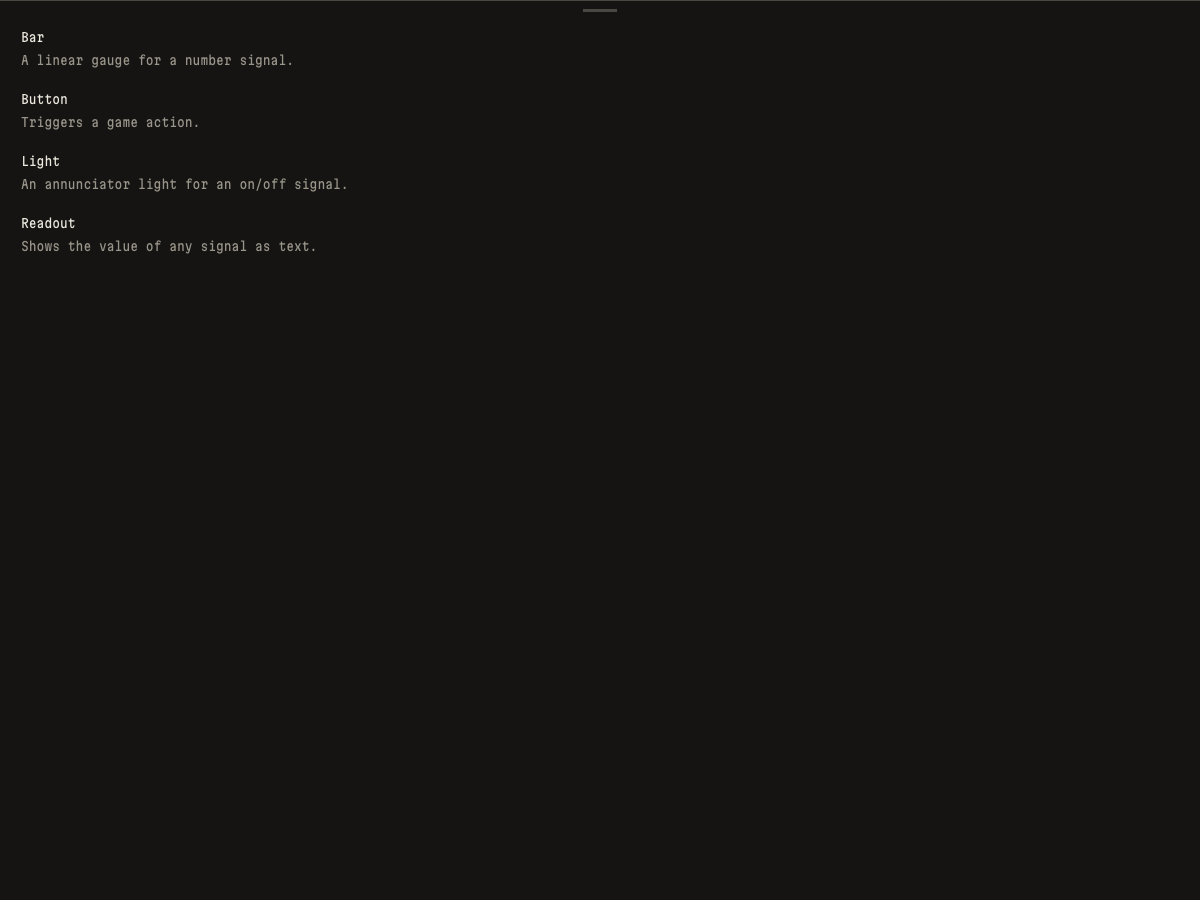 Bar
A linear gauge for a number signal.
Button
Triggers a game action.
Light
An annunciator light for an on/off signal.
Readout
Shows the value of any signal as text.